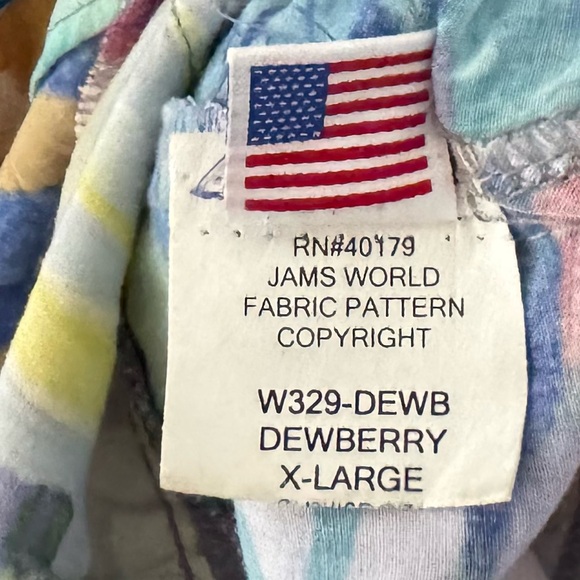 RN#40179
JAMS WORLD
FABRIC PATTERN
COPYRIGHT
W329-DEWB
DEWBERRY
X-LARGE